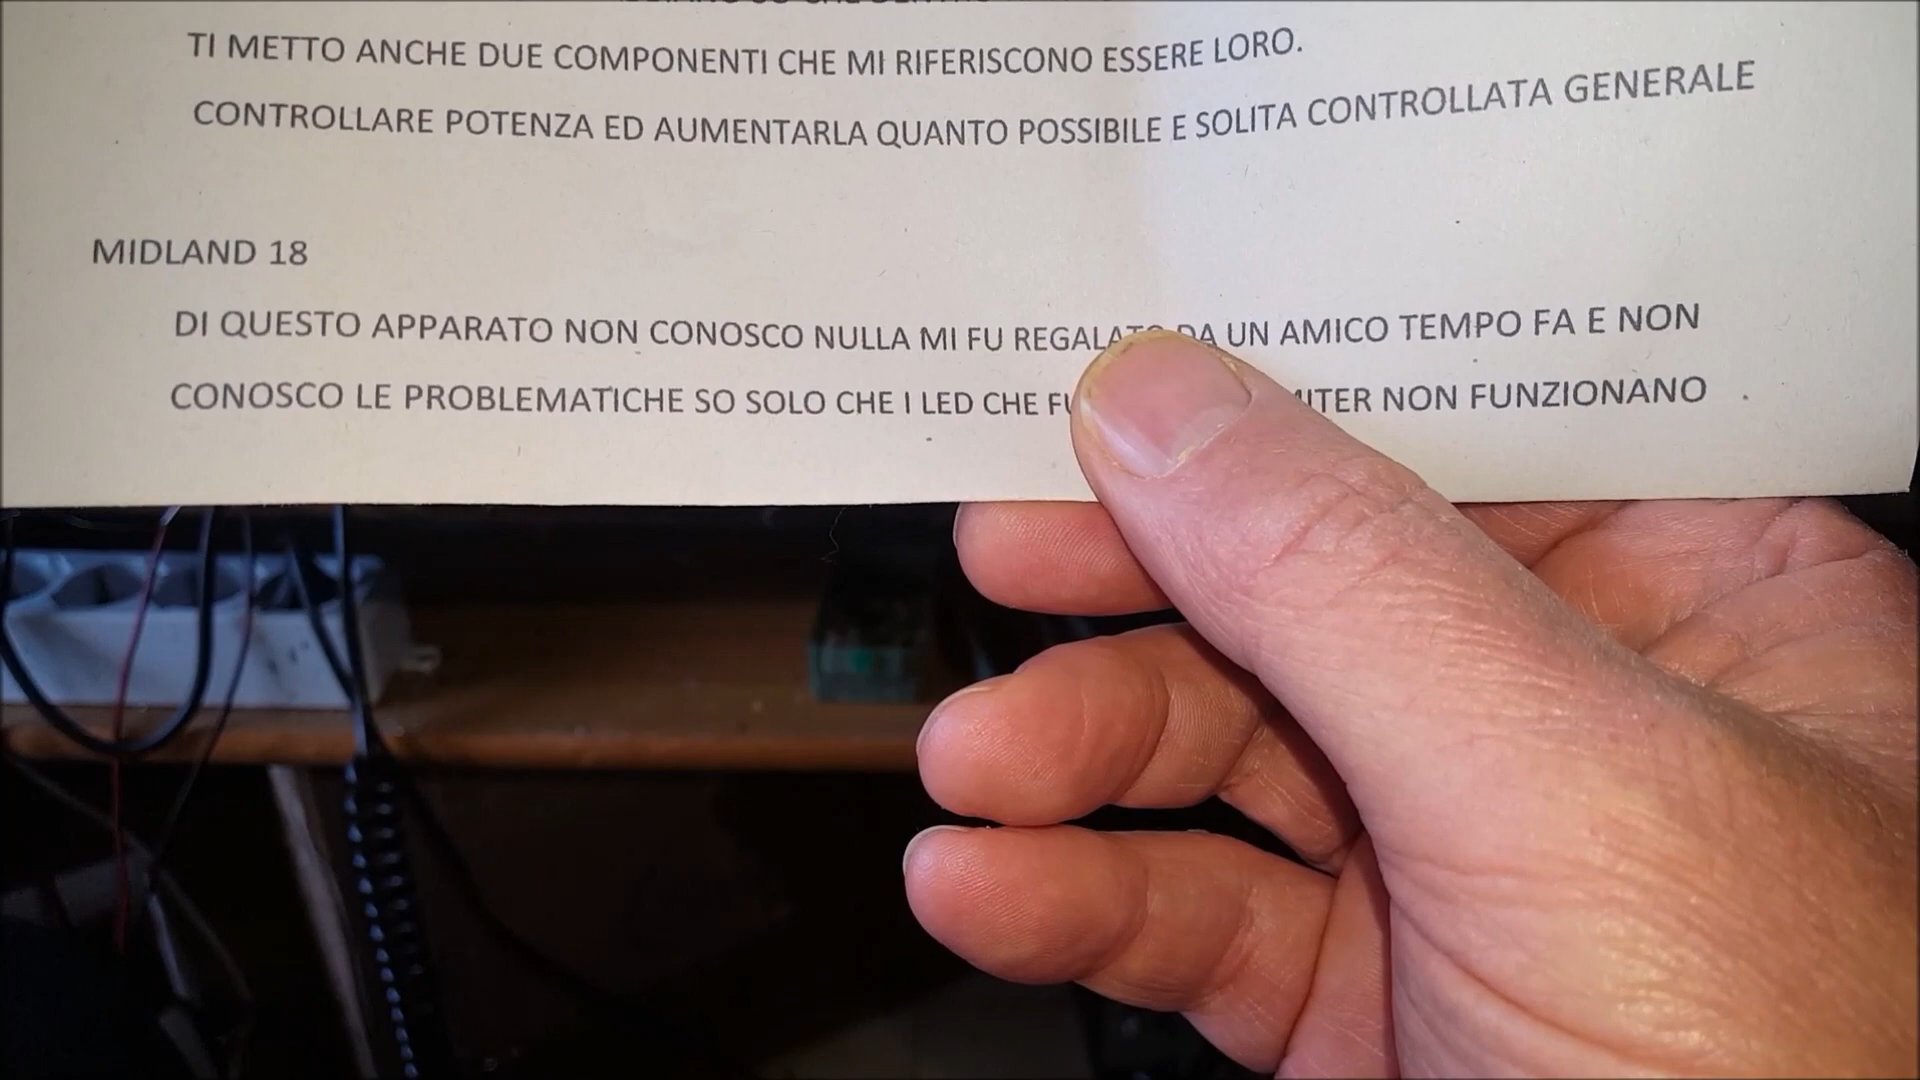 TI METTO ANCHE DUE COMPONENTI CHE MI RIFERISCONO ESSERE LORO.
CONTROLLARE POTENZA ED AUMENTARLA QUANTO POSSIBILE E SOLITA CONTROLLATA GENERALE
MIDLAND 18
DI QUESTO APPARATO NON CONOSCO NULLA MI FU REGALATO DA UN AMICO TEMPO FA E NON
CONOSCO LE PROBLEMATICHE SO SOLO CHE I LED CHE NON FUNZIONANO